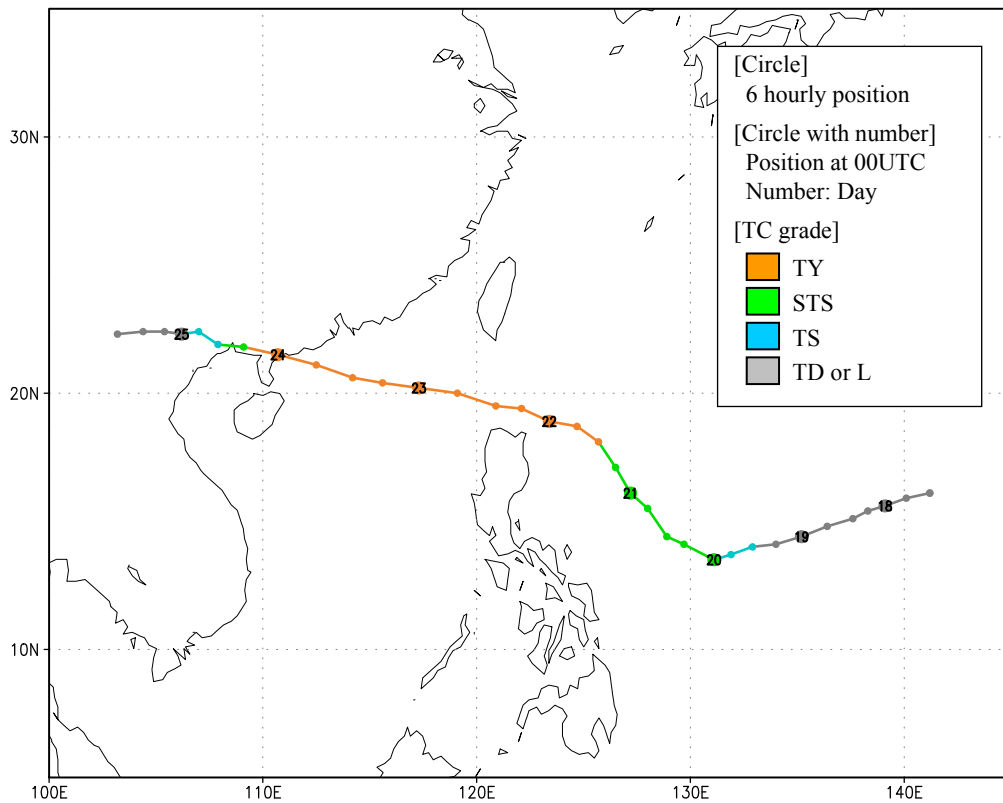 [Circle]
6 hourly position
[Circle with number]
Position at 00UTC
Number: Day
[TC grade]
TY
STS
TS
TD or L
30N
20N
10N
25
24
23
22
21
20
19
18
100E 110E 120E 130E 140E